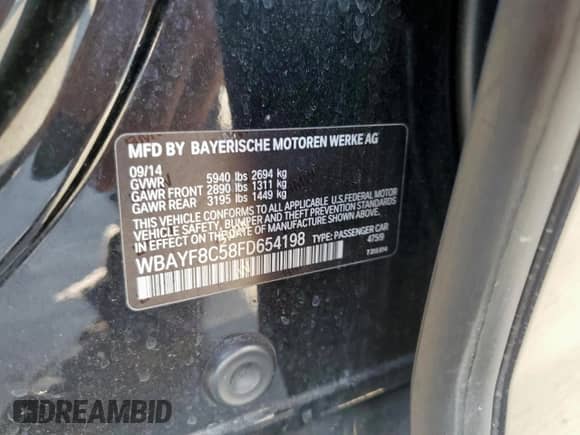 MFD BY BAYERISCHE MOTOREN WERKE AG
09/14
GVWR 5940 lbs 2694 kg
GAWR FRONT 2890 lbs 1311 kg
GAWR REAR 3195 lbs 1449 kg
THIS VEHICLE CONFORMS TO ALL APPLICABLE U.S.FEDERAL MOTOR
VEHICLE SAFETY, BUMPER AND THEFT PREVENTION STANDARDS
IN EFFECT ON THE DATE OF MANUFACTURE SHOWN ABOVE.
WBAYF8C58FD654198 TYPE: PASSENGER CAR
475/9
DREAMBID